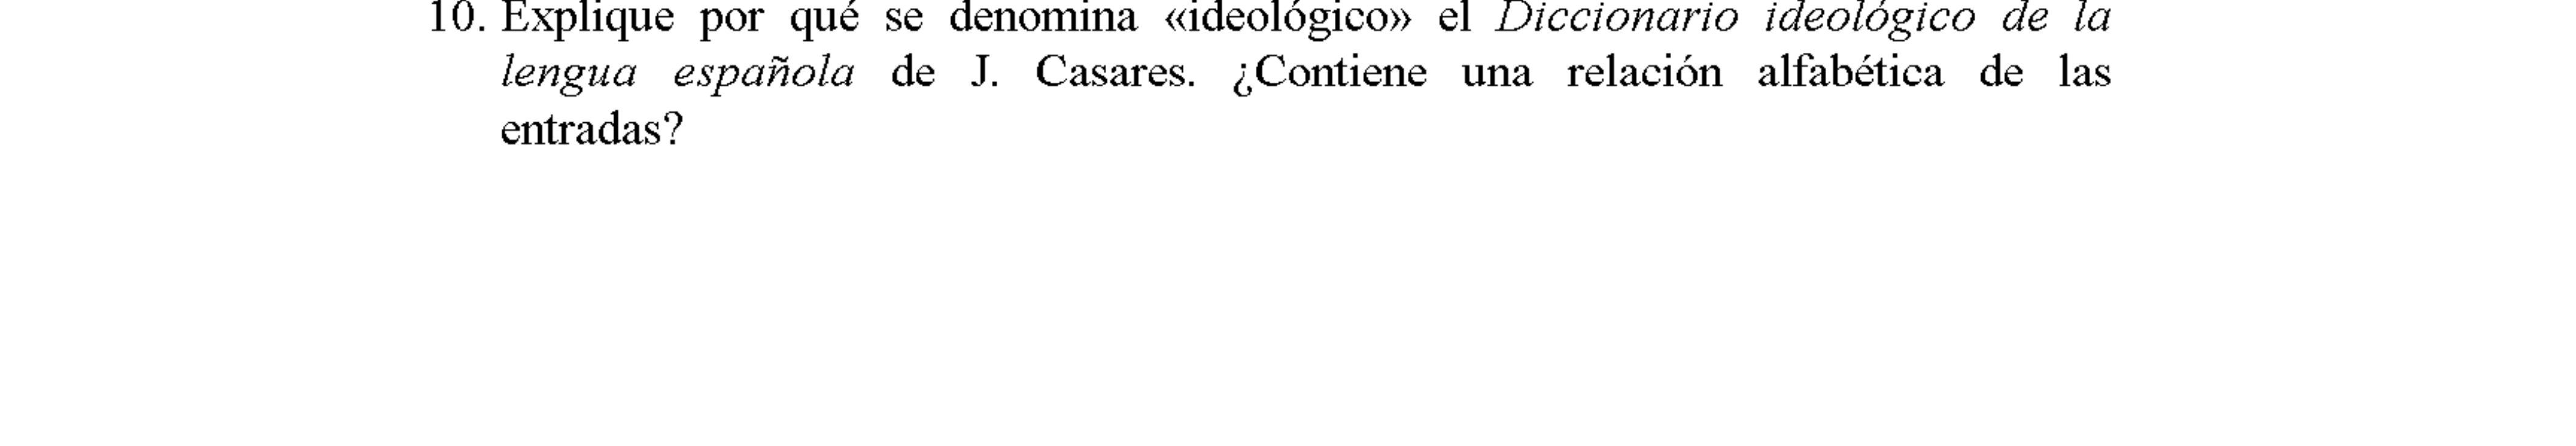 10. Explique por qué se denomina «ideológico» el Diccionario ideológico de la
lengua española de J. Casares. ¿Contiene una relación alfabética de las
entradas?